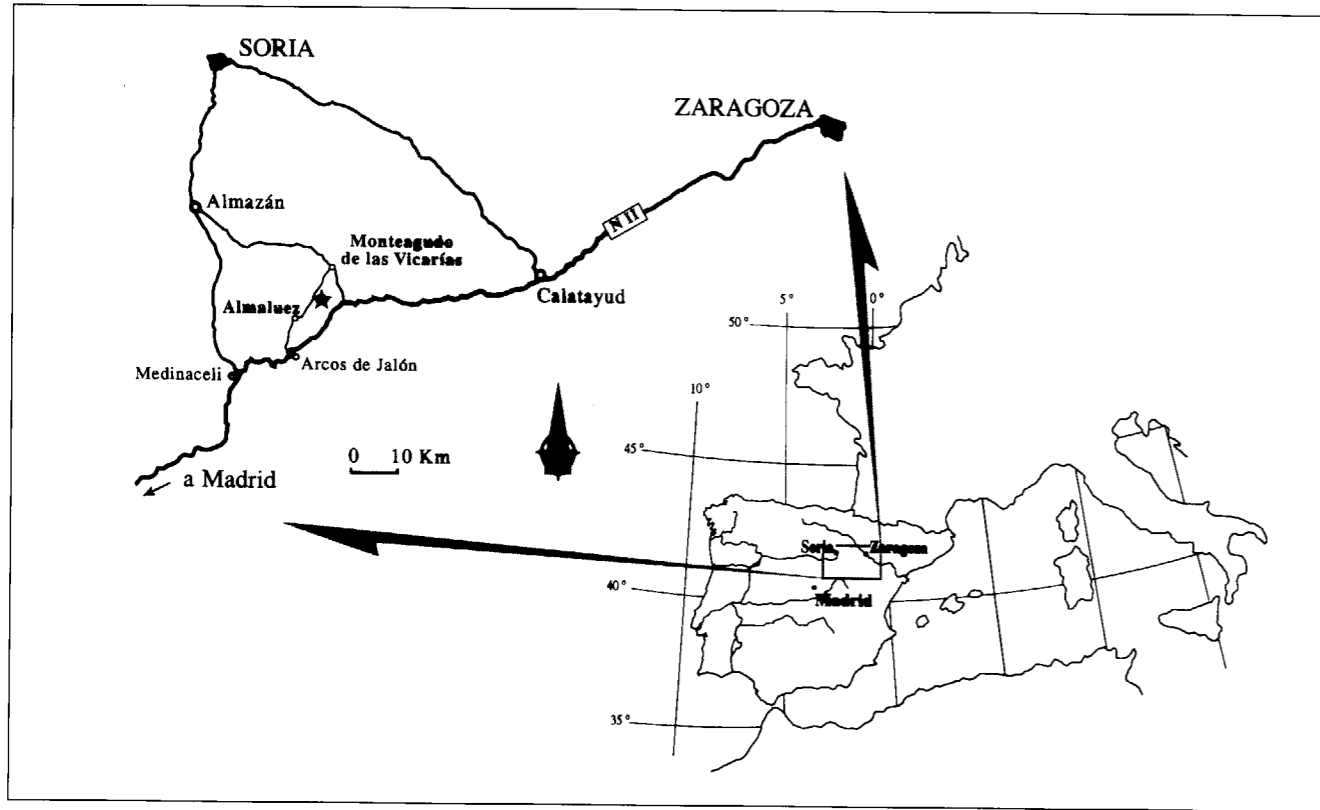 SORIA
ZARAGOZA
Almazán
N II
Monteagudo
de las Vicarías
Calatayud
Almaluez
Arcos de Jalón
Medinaceli
0 10 Km
a Madrid
5° 0°
50°
10°
45°
Soria Zaragoza
40°
Madrid
35°